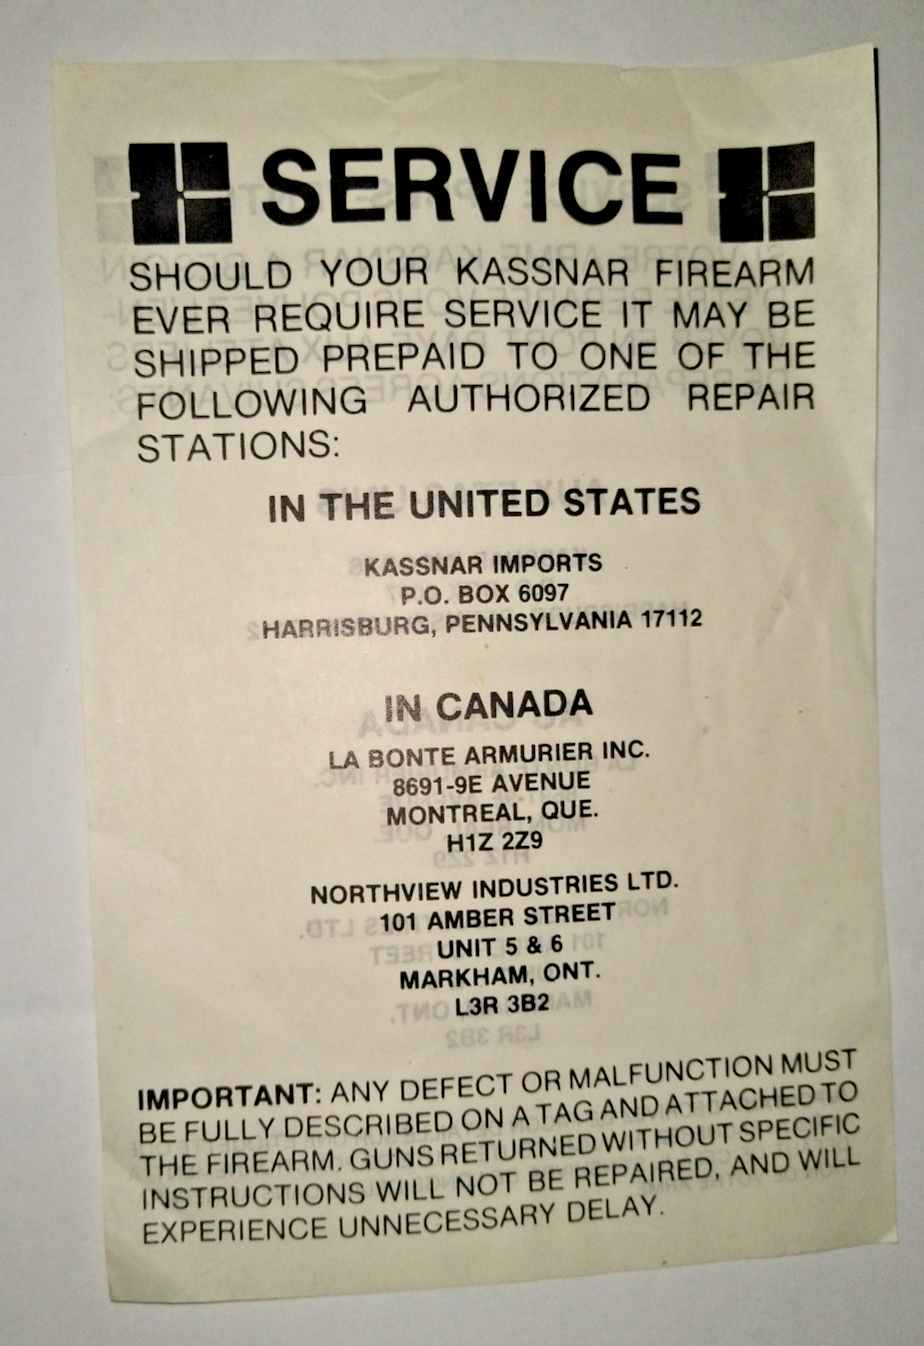 SERVICE
SHOULD YOUR KASSNAR FIREARM
EVER REQUIRE SERVICE IT MAY BE
SHIPPED PREPAID TO ONE OF THE
FOLLOWING AUTHORIZED REPAIR
STATIONS:
IN THE UNITED STATES
KASSNAR IMPORTS
P.O. BOX 6097
HARRISBURG, PENNSYLVANIA 17112
IN CANADA
LA BONTE ARMURIER INC.
8691-9E AVENUE
MONTREAL, QUE.
H1Z 2Z9
NORTHVIEW INDUSTRIES LTD.
101 AMBER STREET
UNIT 5 & 6
MARKHAM, ONT.
L3R 3B2
IMPORTANT: ANY DEFECT OR MALFUNCTION MUST
BE FULLY DESCRIBED ON A TAG AND ATTACHED TO
THE FIREARM. GUNS RETURNED WITHOUT SPECIFIC
INSTRUCTIONS WILL NOT BE REPAIRED, AND WILL
EXPERIENCE UNNECESSARY DELAY.